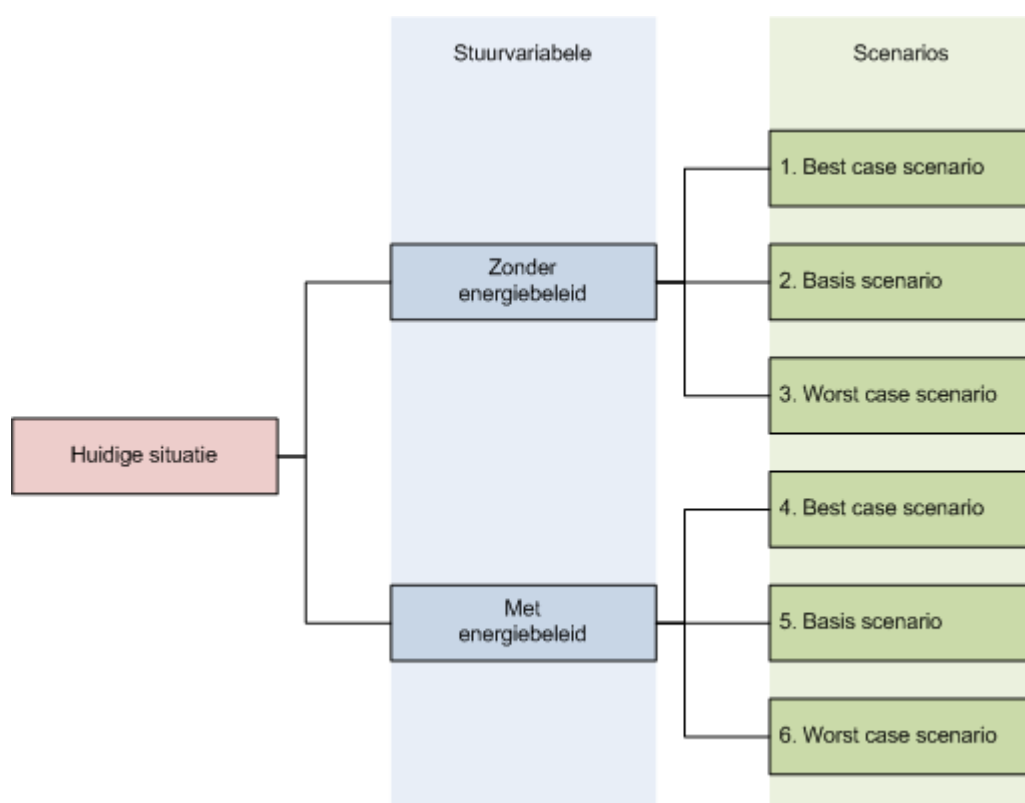 Stuurvariabele
Scenarios
1. Best case scenario
Zonder
energiebeleid
2. Basis scenario
3. Worst case scenario
Huidige situatie
4. Best case scenario
Met
energiebeleid
5. Basis scenario
6. Worst case scenario